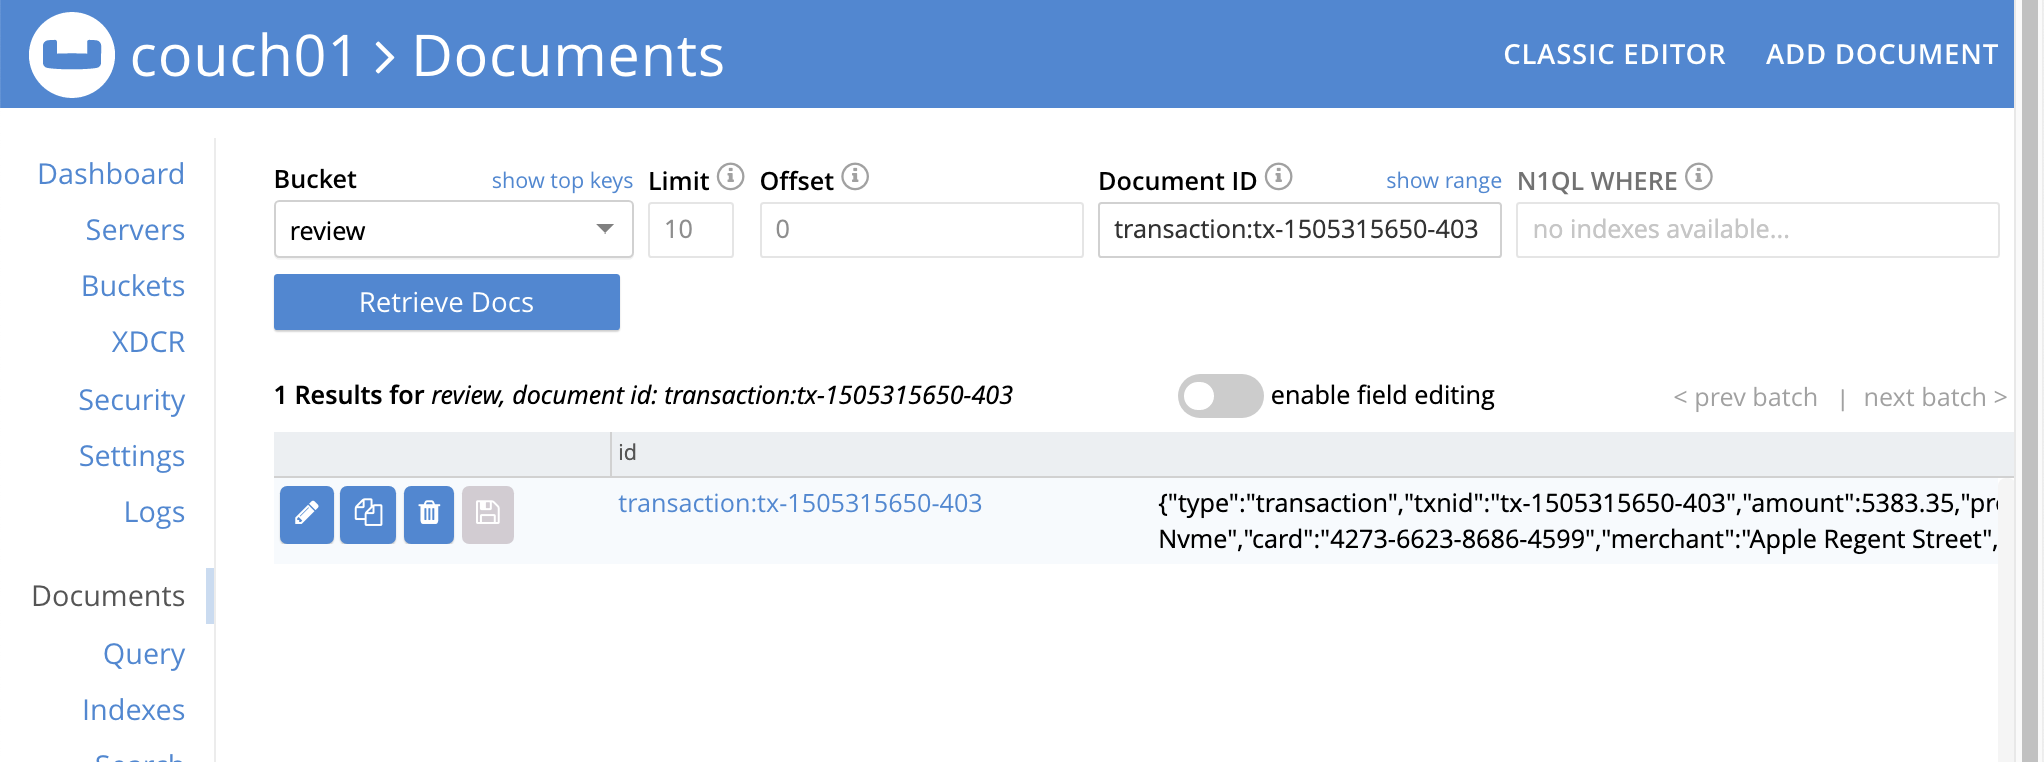 couch01 > Documents
CLASSIC EDITOR ADD DOCUMENT
Dashboard
Servers
Buckets
XDCR
Security
Settings
Logs
Documents
Query
Indexes
Search
Bucket show top keys Limit Offset Document ID show range N1QL WHERE
review 10 0 transaction:tx-1505315650-403 no indexes available...
Retrieve Docs
1 Results for review, document id: transaction:tx-1505315650-403 enable field editing < prev batch | next batch >
id
transaction:tx-1505315650-403 {"type":"transaction","txnid":"tx-1505315650-403","amount":5383.35,"pr
Nvme","card":"4273-6623-8686-4599","merchant":"Apple Regent Street",